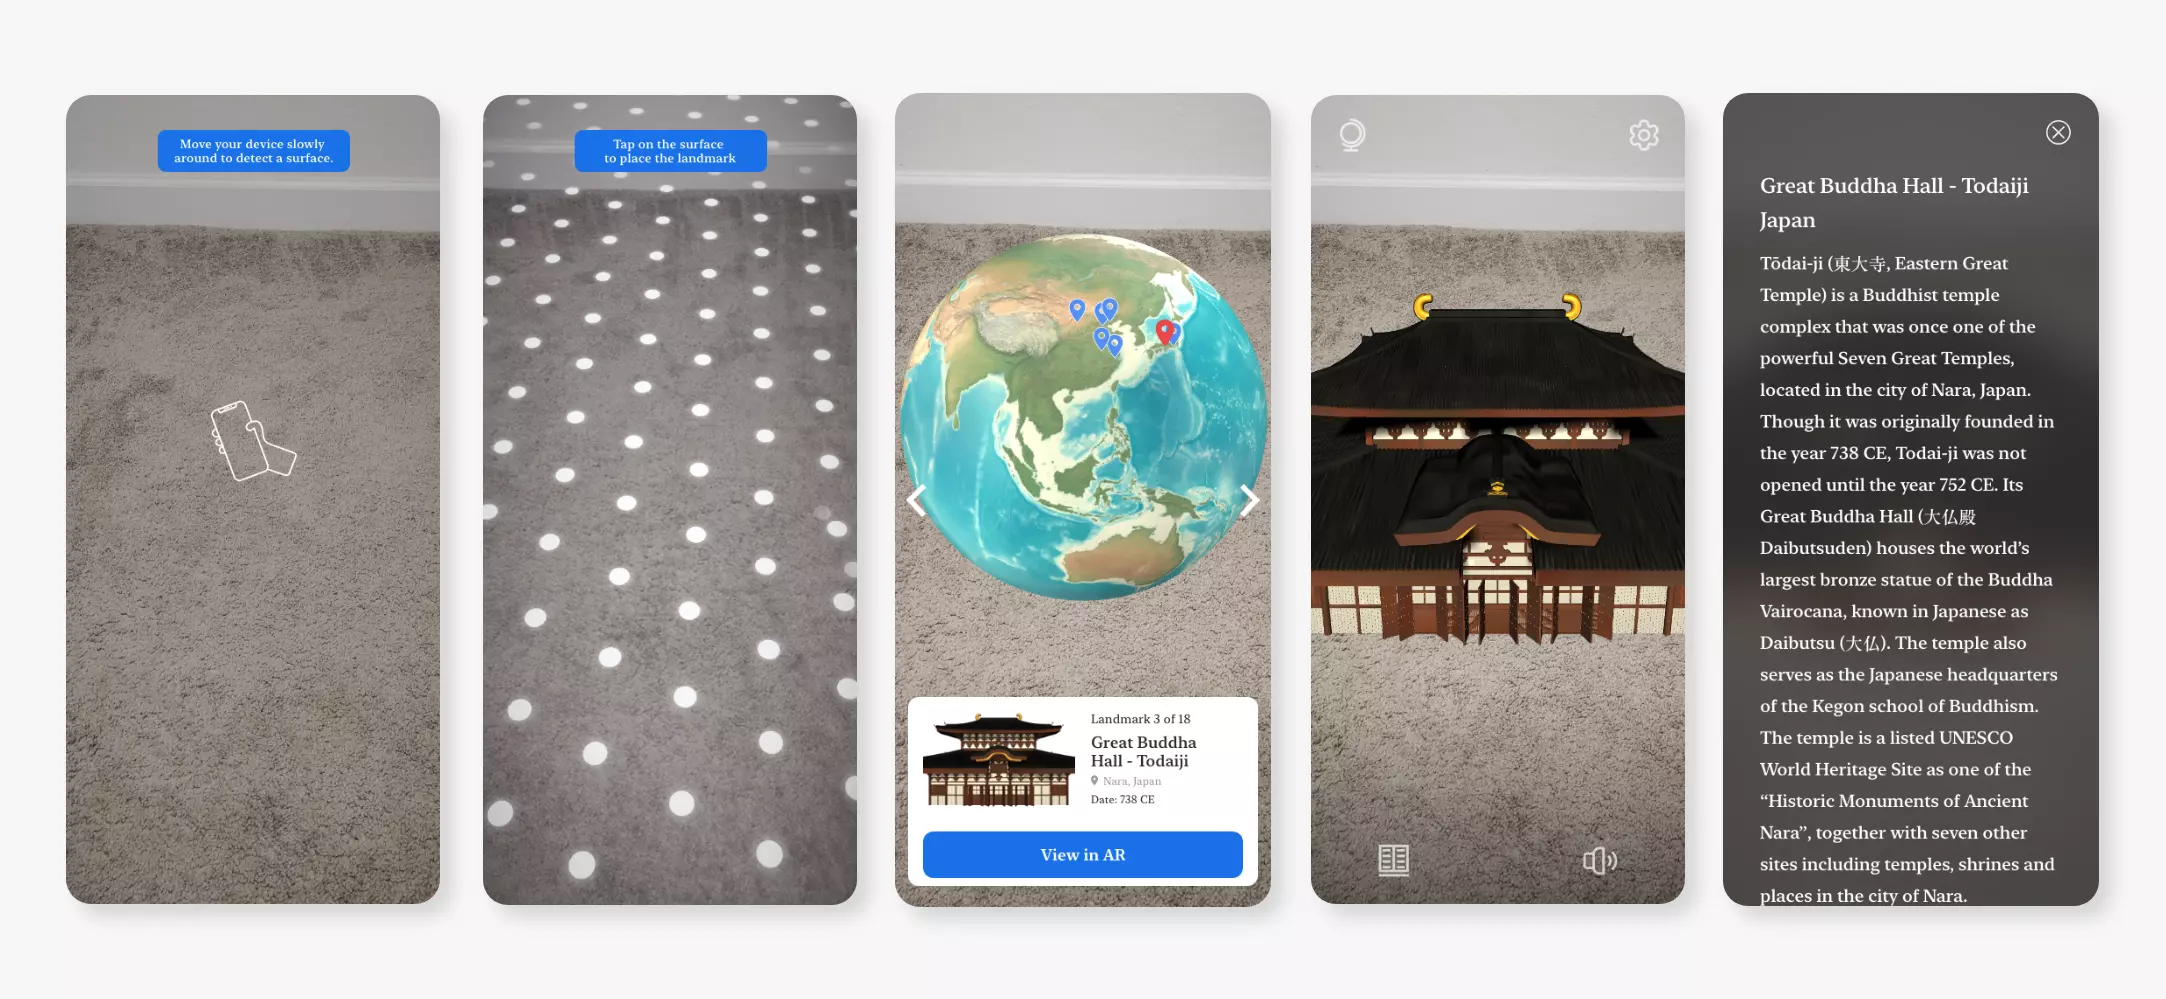 Move your device slowly
around to detect a surface.
Tap on the surface
to place the landmark
Landmark 3 of 18
Great Buddha
Hall - Todaiji
Nara, Japan
Date: 738 CE
View in AR
Great Buddha Hall - Todaiji
Japan
Tōdai-ji (東大寺, Eastern Great
Temple) is a Buddhist temple
complex that was once one of the
powerful Seven Great Temples,
located in the city of Nara, Japan.
Though it was originally founded in
the year 738 CE, Todai-ji was not
opened until the year 752 CE. Its
Great Buddha Hall (大仏殿
Daibutsuden) houses the world’s
largest bronze statue of the Buddha
Vairocana, known in Japanese as
Daibutsu (大仏). The temple also
serves as the Japanese headquarters
of the Kegon school of Buddhism.
The temple is a listed UNESCO
World Heritage Site as one of the
“Historic Monuments of Ancient
Nara”, together with seven other
sites including temples, shrines and
places in the city of Nara.